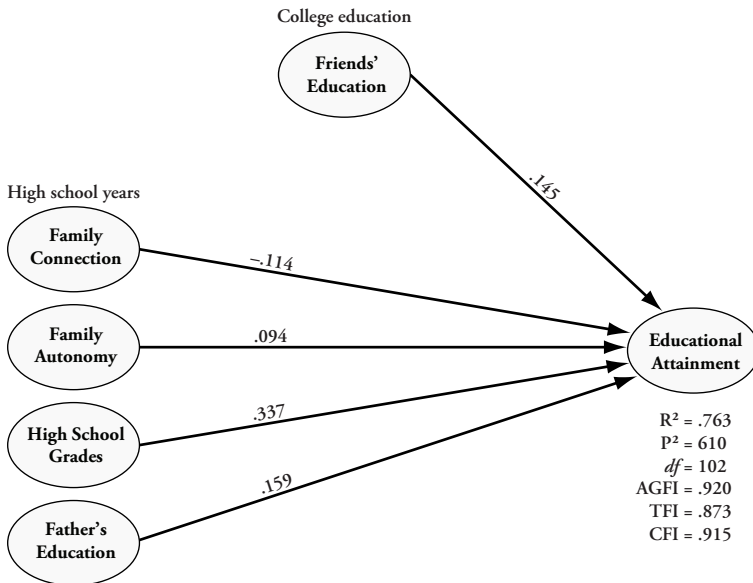 College education
Friends'
Education
.145
High school years
Family
Connection
–.114
Family
Autonomy
.094
Educational
Attainment
High School
Grades
.337
.159
Father's
Education
R² = .763
P² = 610
df = 102
AGFI = .920
TFI = .873
CFI = .915